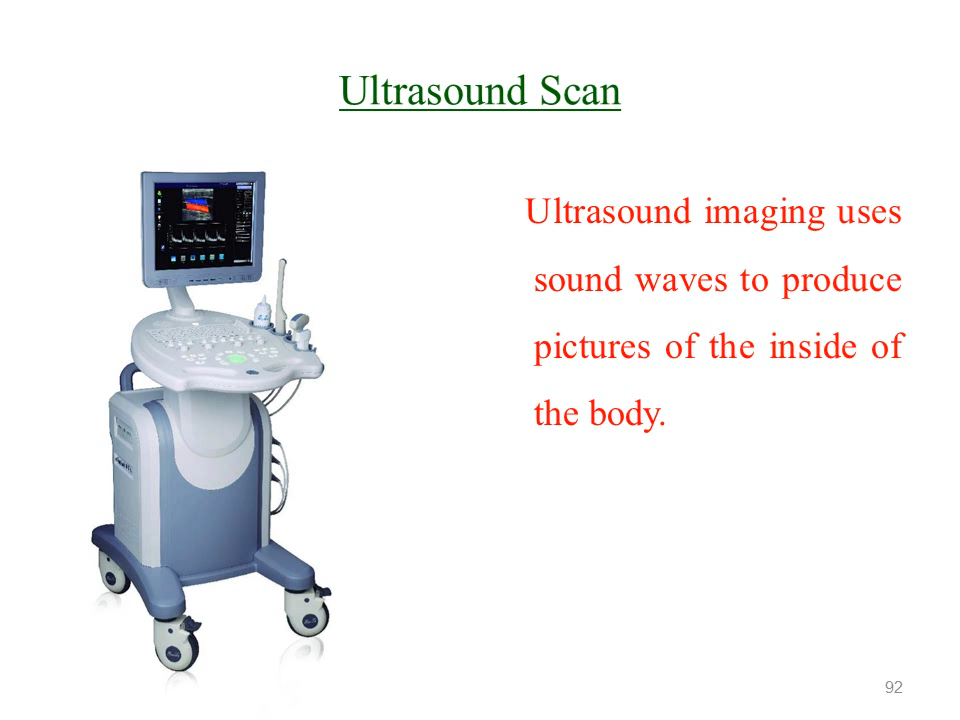 Ultrasound Scan
Ultrasound imaging uses
sound waves to produce
pictures of the inside of
the body.
92